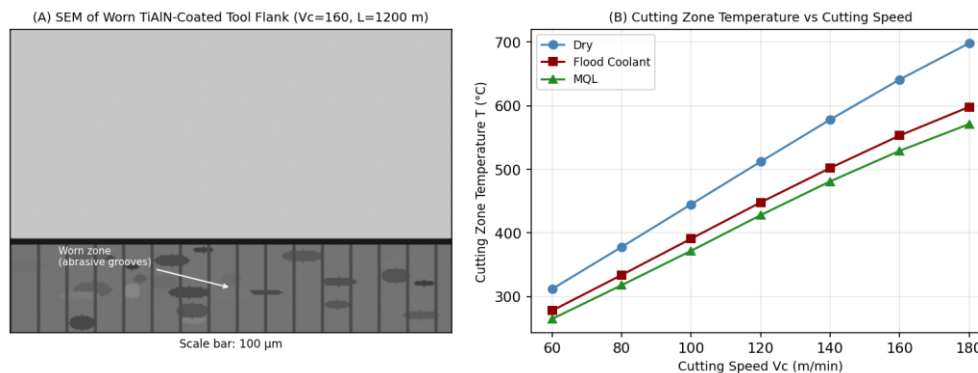 (A) SEM of Worn TiAlN-Coated Tool Flank (Vc=160, L=1200 m)
Worn zone
(abrasive grooves)
Scale bar: 100 μm
(B) Cutting Zone Temperature vs Cutting Speed
Cutting Zone Temperature T (°C)
700
600
500
400
300
Dry
Flood Coolant
MQL
60 80 100 120 140 160 180
Cutting Speed Vc (m/min)